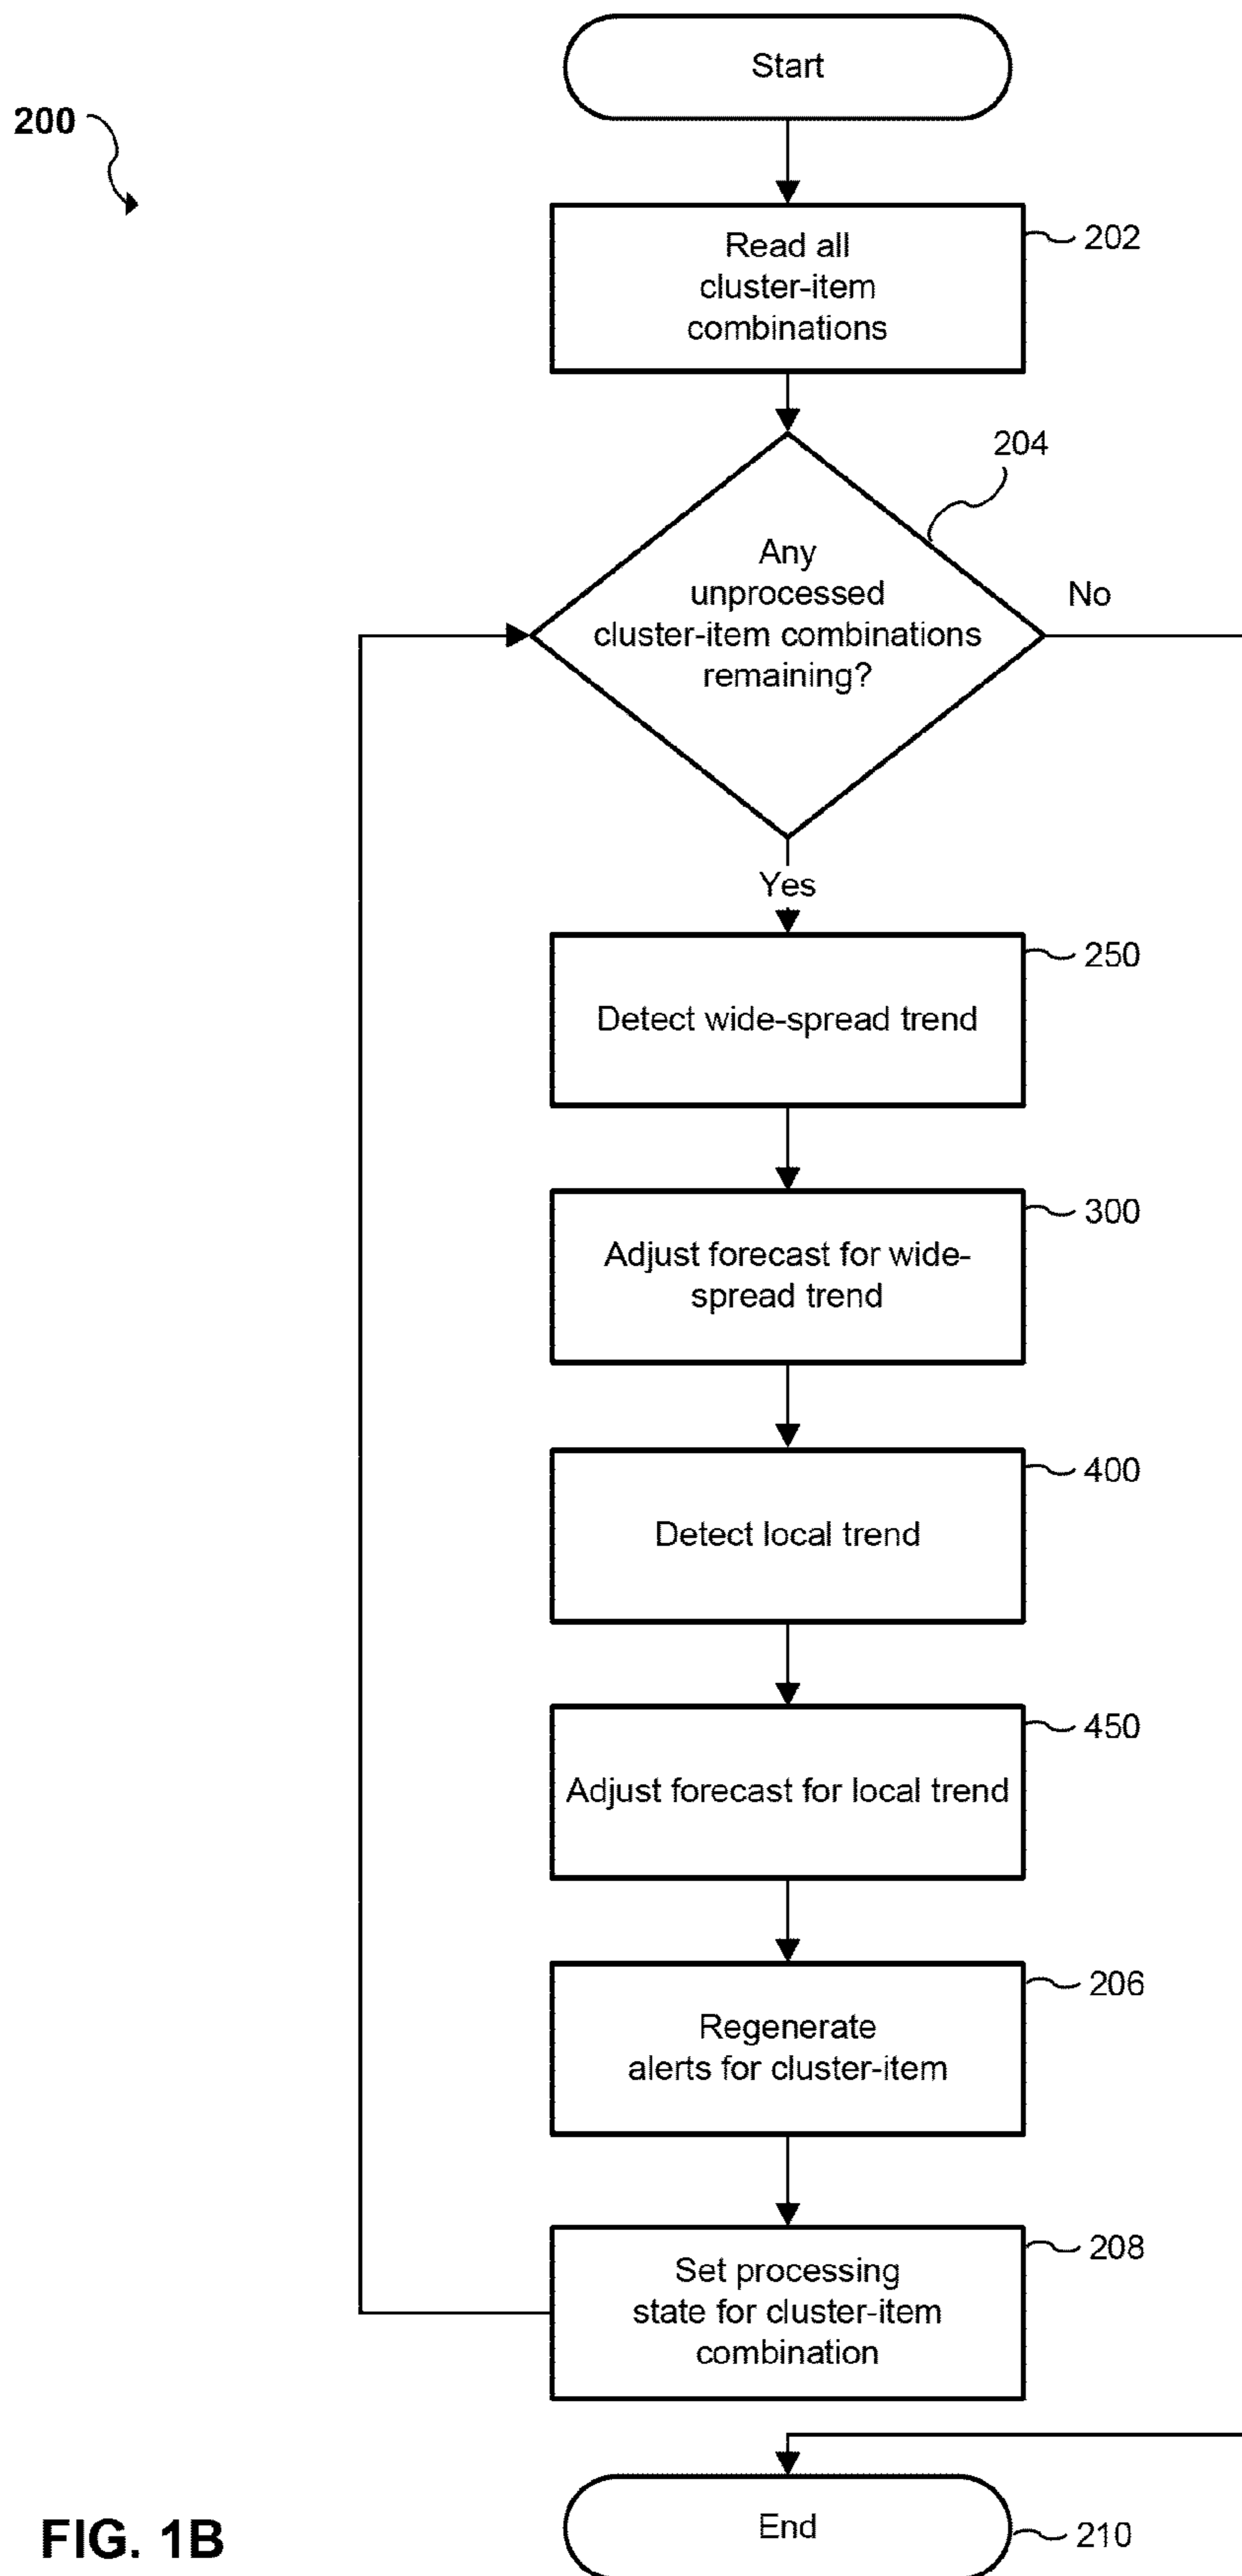 Start
200
Read all
cluster-item
combinations
202
204
Any
unprocessed
cluster-item combinations
remaining?
No
Yes
250
Detect wide-spread trend
300
Adjust forecast for wide-
spread trend
400
Detect local trend
450
Adjust forecast for local trend
206
Regenerate
alerts for cluster-item
208
Set processing
state for cluster-item
combination
End
210
FIG. 1B